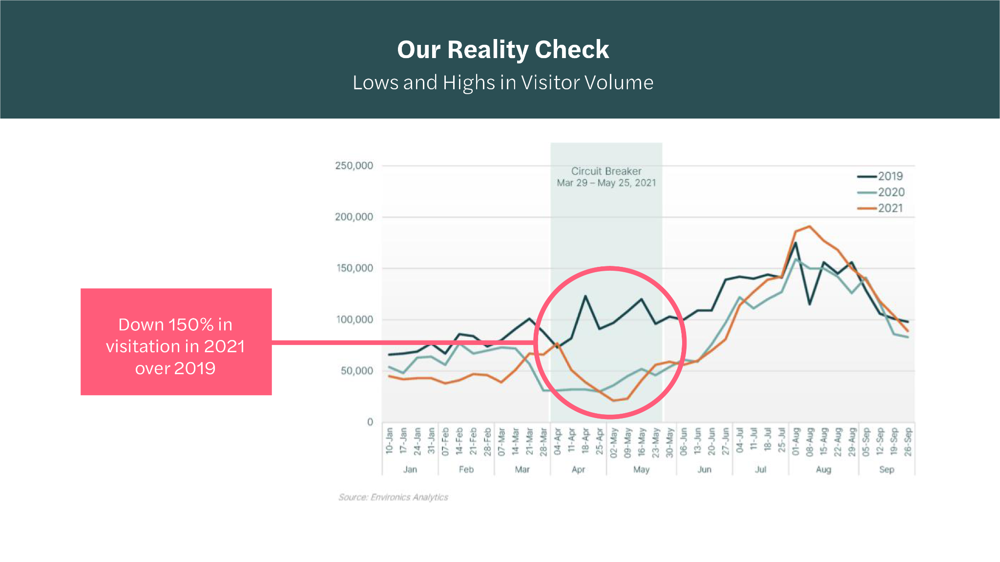 Our Reality Check
Lows and Highs in Visitor Volume
Down 150% in
visitation in 2021
over 2019
250,000
200,000
150,000
100,000
50,000
0
Circuit Breaker
Mar 29 – May 25, 2021
2019
2020
2021
10-Jan
17-Jan
24-Jan
31-Jan
07-Feb
14-Feb
21-Feb
28-Feb
07-Mar
14-Mar
21-Mar
28-Mar
04-Apr
11-Apr
18-Apr
25-Apr
02-May
09-May
16-May
23-May
30-May
06-Jun
13-Jun
20-Jun
27-Jun
04-Jul
11-Jul
18-Jul
25-Jul
01-Aug
08-Aug
15-Aug
22-Aug
29-Aug
05-Sep
12-Sep
19-Sep
26-Sep
Jan
Feb
Mar
Apr
May
Jun
Jul
Aug
Sep
Source: Environics Analytics